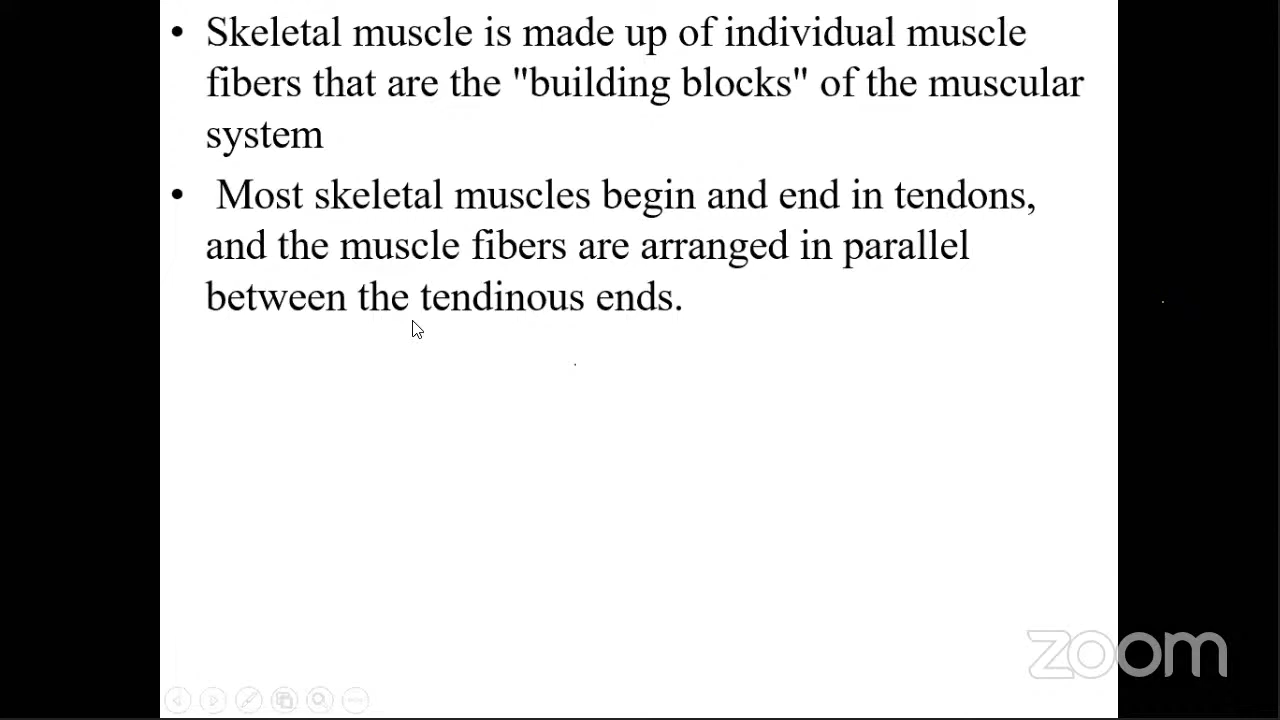 • Skeletal muscle is made up of individual muscle
fibers that are the "building blocks" of the muscular
system
• Most skeletal muscles begin and end in tendons,
and the muscle fibers are arranged in parallel
between the tendinous ends.
zoom